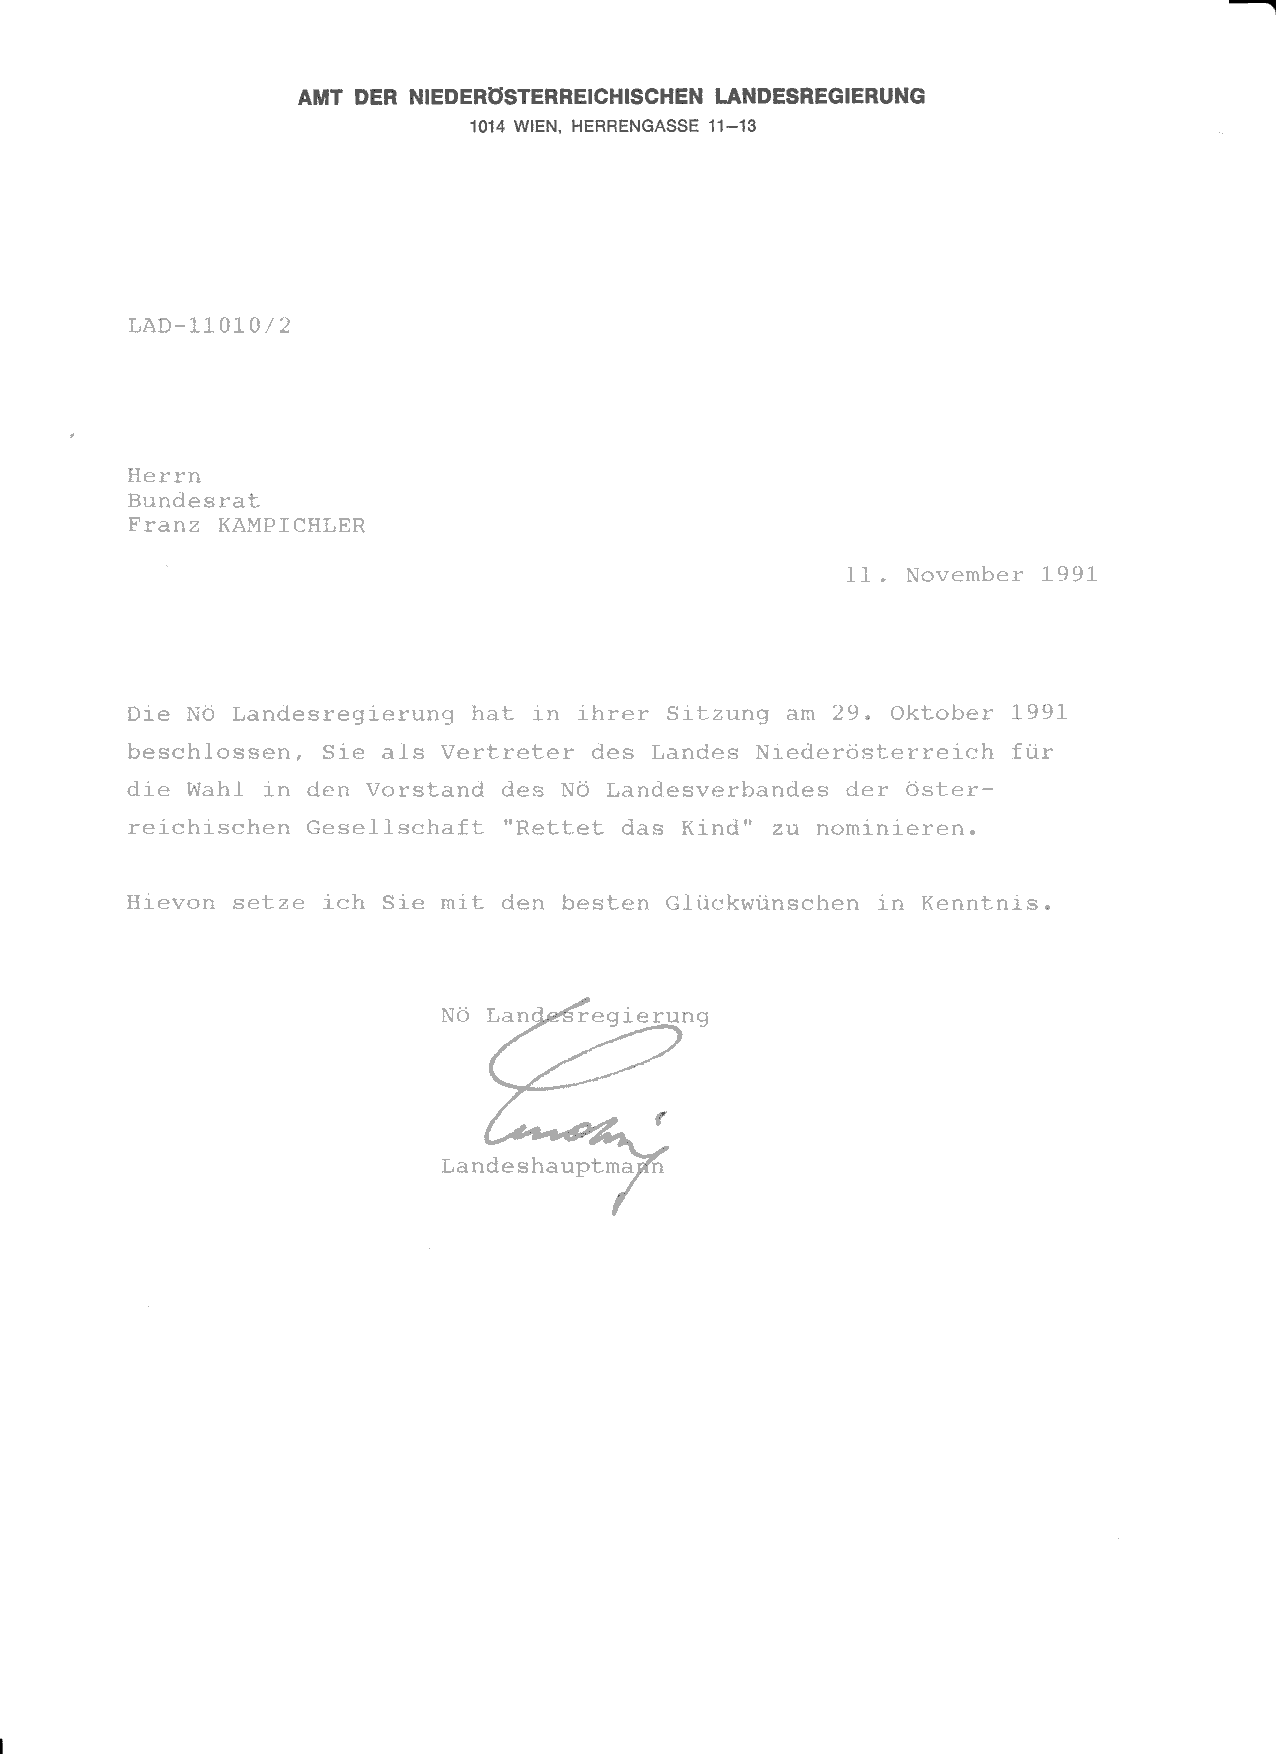 AMT DER NIEDERÖSTERREICHISCHEN LANDESREGIERUNG
1014 WIEN, HERRENGASSE 11–13
LAD-11010/2
Herrn
Bundesrat
Franz KAMPICHLER
11. November 1991
Die NÖ Landesregierung hat in ihrer Sitzung am 29. Oktober 1991
beschlossen, Sie als Vertreter des Landes Niederösterreich für
die Wahl in den Vorstand des NÖ Landesverbandes der Öster-
reichischen Gesellschaft "Rettet das Kind" zu nominieren.
Hievon setze ich Sie mit den besten Glückwünschen in Kenntnis.
NÖ Landesregierung
Landeshauptmann